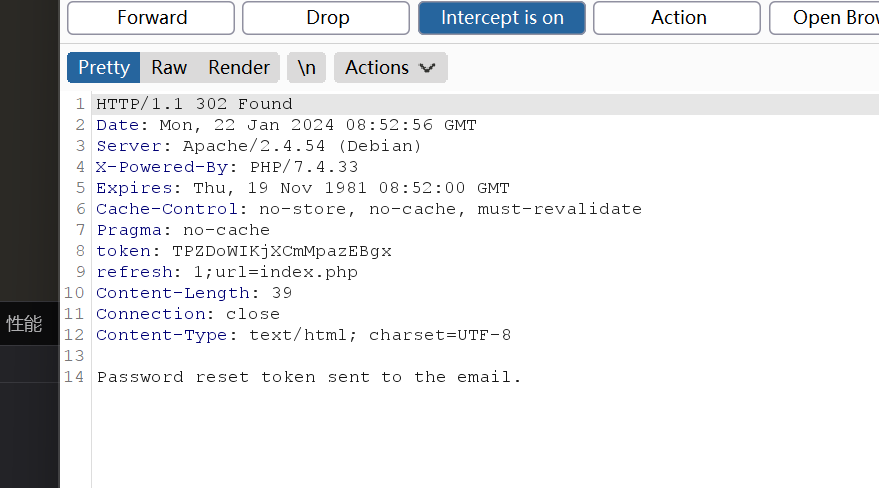 Forward Drop Intercept is on Action Open Brow
Pretty Raw Render \n Actions
1 HTTP/1.1 302 Found
2 Date: Mon, 22 Jan 2024 08:52:56 GMT
3 Server: Apache/2.4.54 (Debian)
4 X-Powered-By: PHP/7.4.33
5 Expires: Thu, 19 Nov 1981 08:52:00 GMT
6 Cache-Control: no-store, no-cache, must-revalidate
7 Pragma: no-cache
8 token: TPZDoWIKjXCmMpazEBgx
9 refresh: 1;url=index.php
10 Content-Length: 39
11 Connection: close
性能
12 Content-Type: text/html; charset=UTF-8
13
14 Password reset token sent to the email.